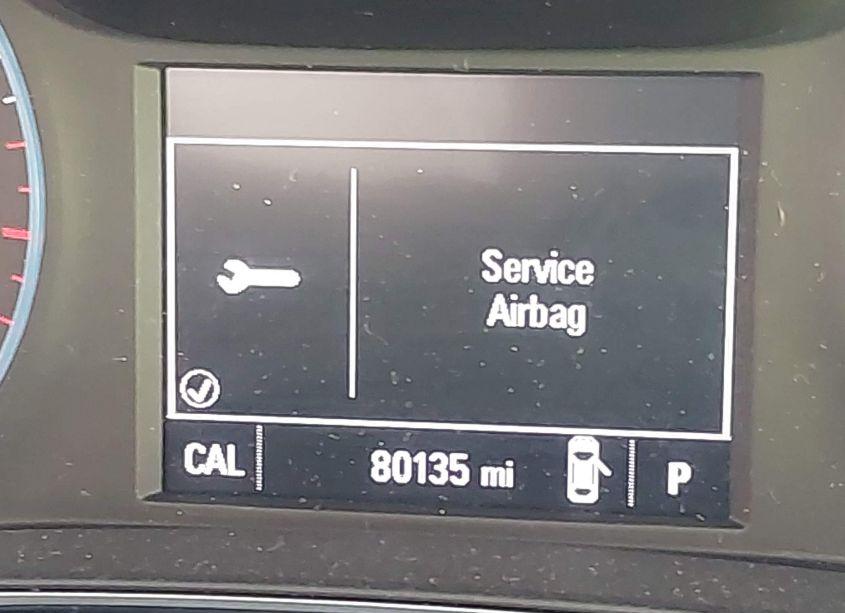 Service
Airbag
CAL
80135 mi
P